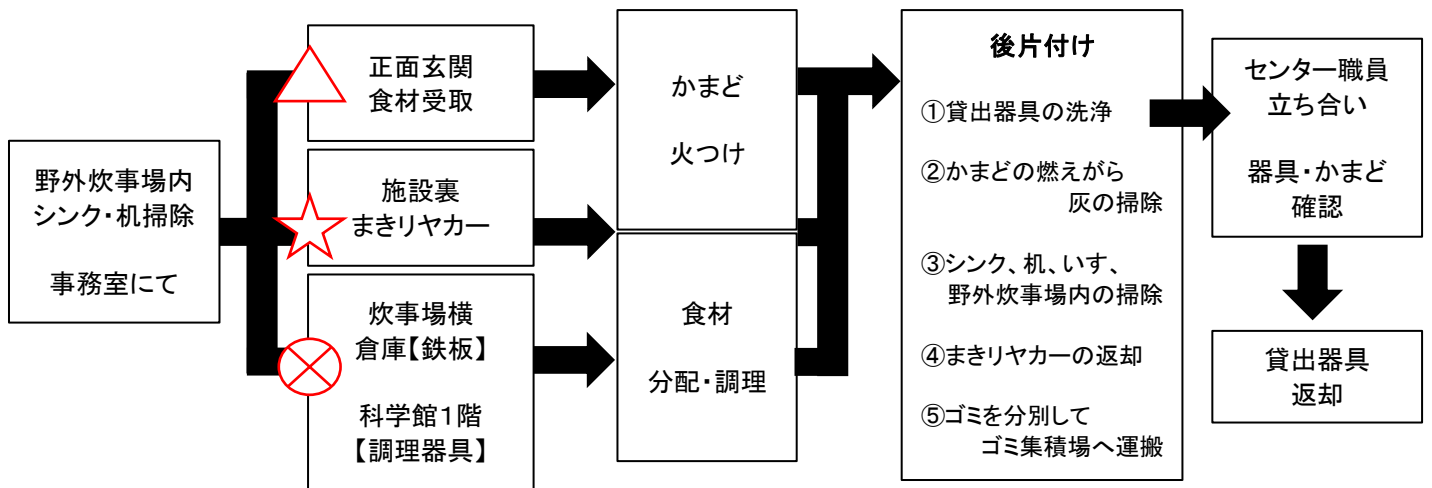 野外炊事場内
シンク・机掃除
事務室にて
正面玄関
食材受取
施設裏
まきリヤカー
炊事場横
倉庫【鉄板】
科学館１階
【調理器具】
かまど
火つけ
食材
分配・調理
後片付け
①貸出器具の洗浄
②かまどの燃えがら
灰の掃除
③シンク、机、いす、
野外炊事場内の掃除
④まきリヤカーの返却
⑤ゴミを分別して
ゴミ集積場へ運搬
センター職員
立ち合い
器具・かまど
確認
貸出器具
返却